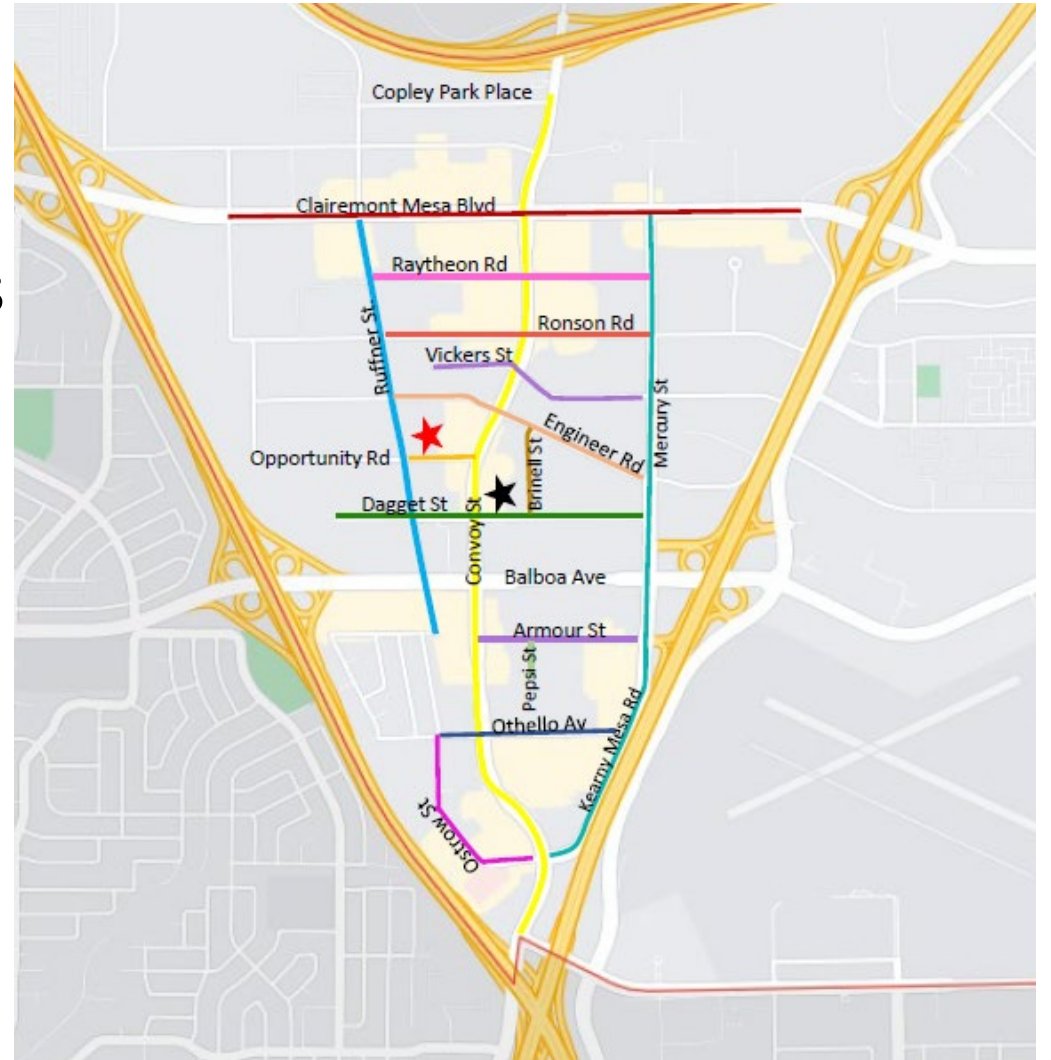 Copley Park Place
Clairemont Mesa Blvd
Raytheon Rd
Ruffner St.
Ronson Rd
Vickers St
Mercury St
Engineer Rd
Opportunity Rd
Brinell St
Dagget St
Convoy St
Balboa Ave
Armour St
Pepsi St
Othello Av
Kearny Mesa Rd
Ostrow St